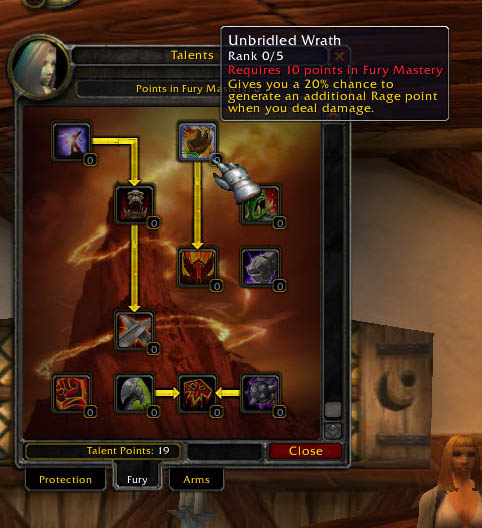 Unbridled Wrath
Rank 0/5
Requires 10 points in Fury Mastery
Gives you a 20% chance to
generate an additional Rage point
when you deal damage.
Talents
Points in Fury Ma
0 0
0 0
0 0
0
0 0 0 0
Talent Points: 19
Close
Protection Fury Arms